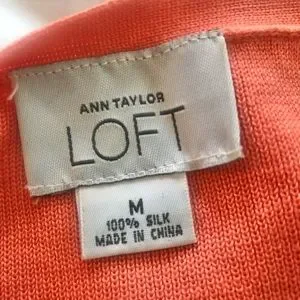 ANN TAYLOR
LOFT
M
100% SILK
MADE IN CHINA